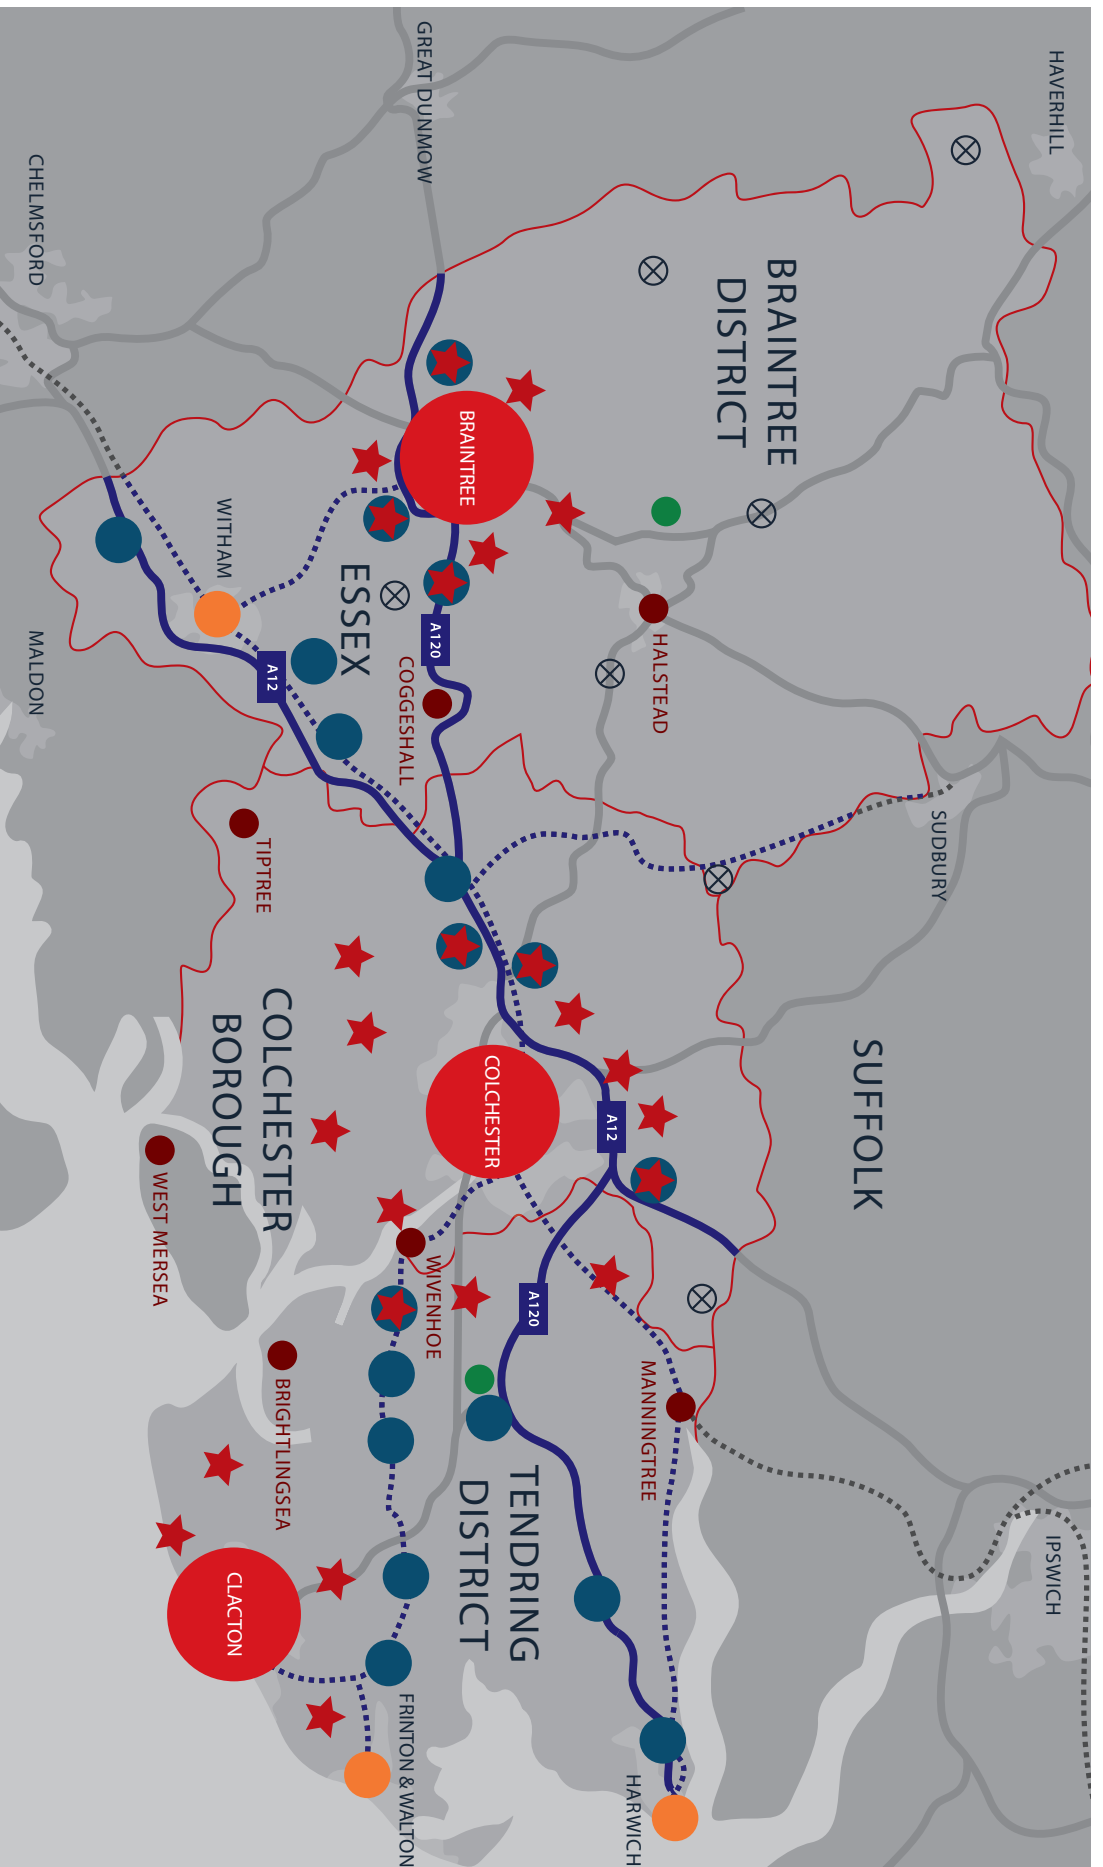 HAVERHILL
GREAT DUNMOW
CHELMSFORD
BRAINTREE
DISTRICT
BRAINTREE
WITHAM
ESSEX
A120
A12
MALDON
COGGESHALL
HALSTEAD
SUDBURY
TIPTREE
COLCHESTER
BOROUGH
SUFFOLK
COLCHESTER
A12
WEST MERSEA
WIVENHOE
A120
MANNINGTREE
BRIGHTLINGSEA
TENDRING
DISTRICT
IPSWICH
CLACTON
FRINTON & WALTON
HARWICH